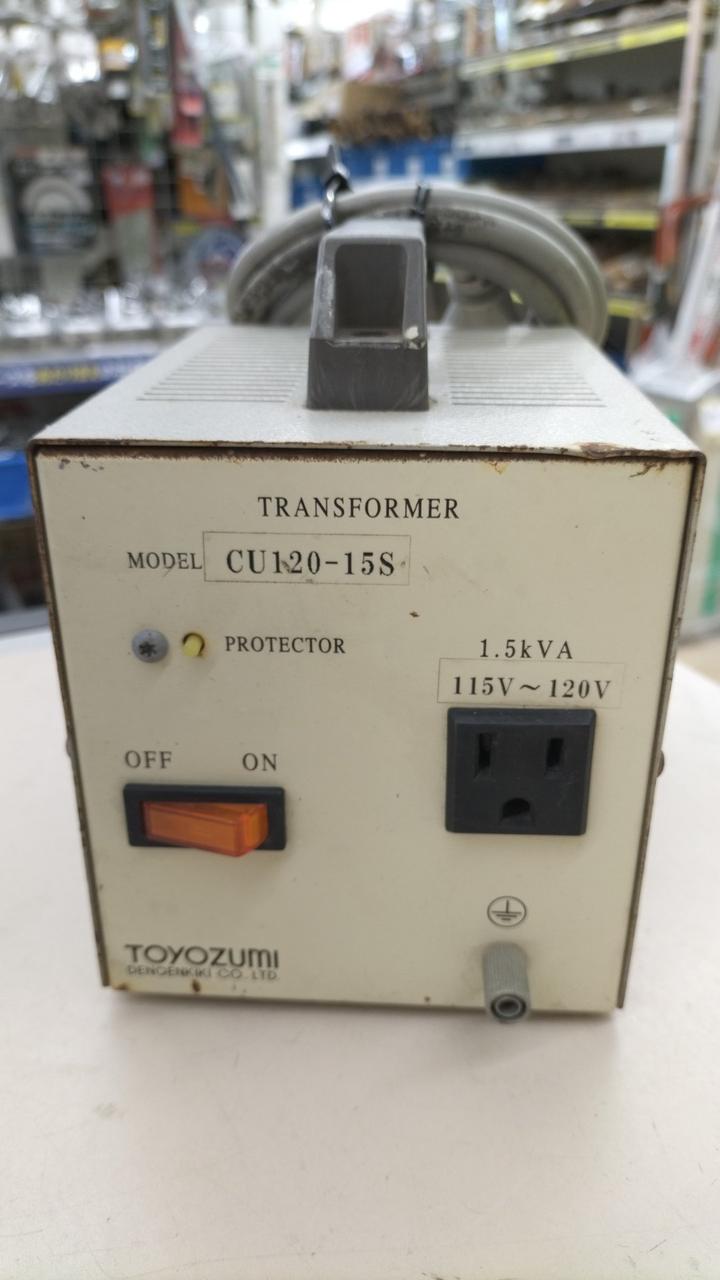 TRANSFORMER
MODEL CU120-15S
PROTECTOR
1.5kVA
115V~120V
OFF ON
TOYOZUMI
DENGENKIKI CO. LTD.